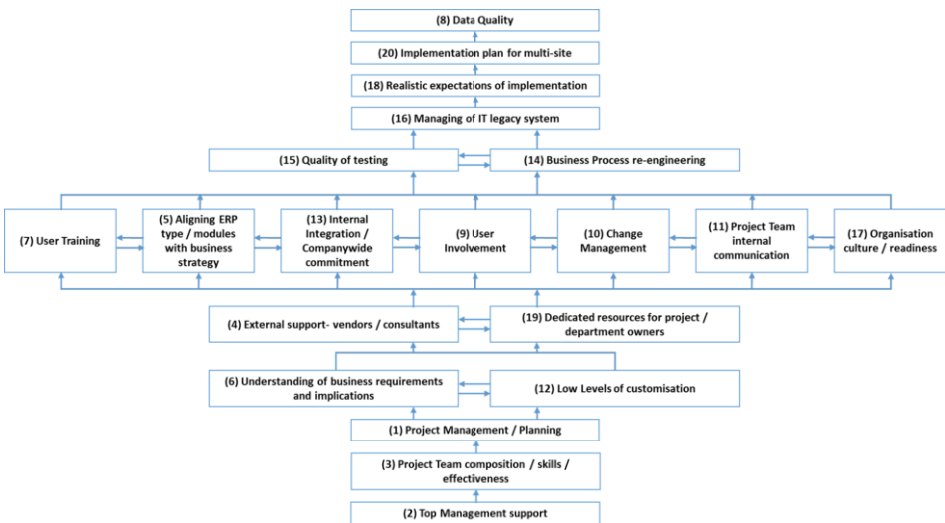 (8) Data Quality
(20) Implementation plan for multi-site
(18) Realistic expectations of implementation
(16) Managing of IT legacy system
(15) Quality of testing
(14) Business Process re-engineering
(7) User Training
(5) Aligning ERP
type / modules
with business
strategy
(13) Internal
Integration /
Companywide
commitment
(9) User
Involvement
(10) Change
Management
(11) Project Team
internal
communication
(17) Organisation
culture / readiness
(4) External support- vendors / consultants
(19) Dedicated resources for project /
department owners
(6) Understanding of business requirements
and implications
(12) Low Levels of customisation
(1) Project Management / Planning
(3) Project Team composition / skills /
effectiveness
(2) Top Management support